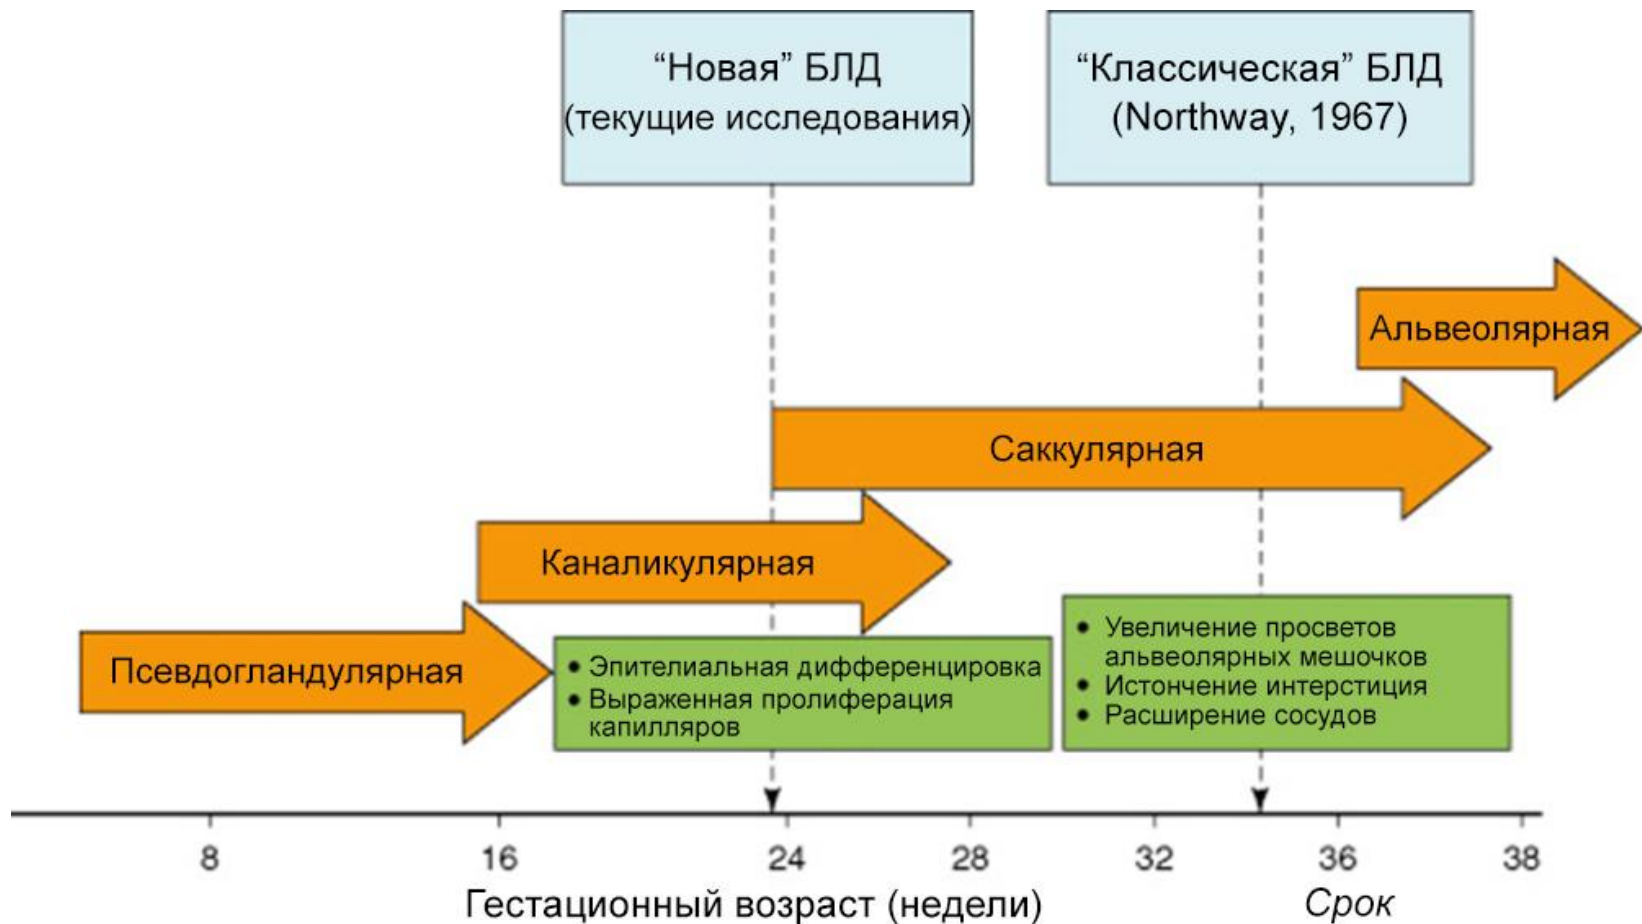 “Новая” БЛД
(текущие исследования)
“Классическая” БЛД
(Northway, 1967)
Альвеолярная
Саккулярная
Каналикулярная
Псевдогландулярная
• Эпителиальная дифференцировка
• Выраженная пролиферация
капилляров
• Увеличение просветов
альвеолярных мешочков
• Истончение интерстиция
• Расширение сосудов
8 16 24 28 32 36 38
Гестационный возраст (недели) Срок